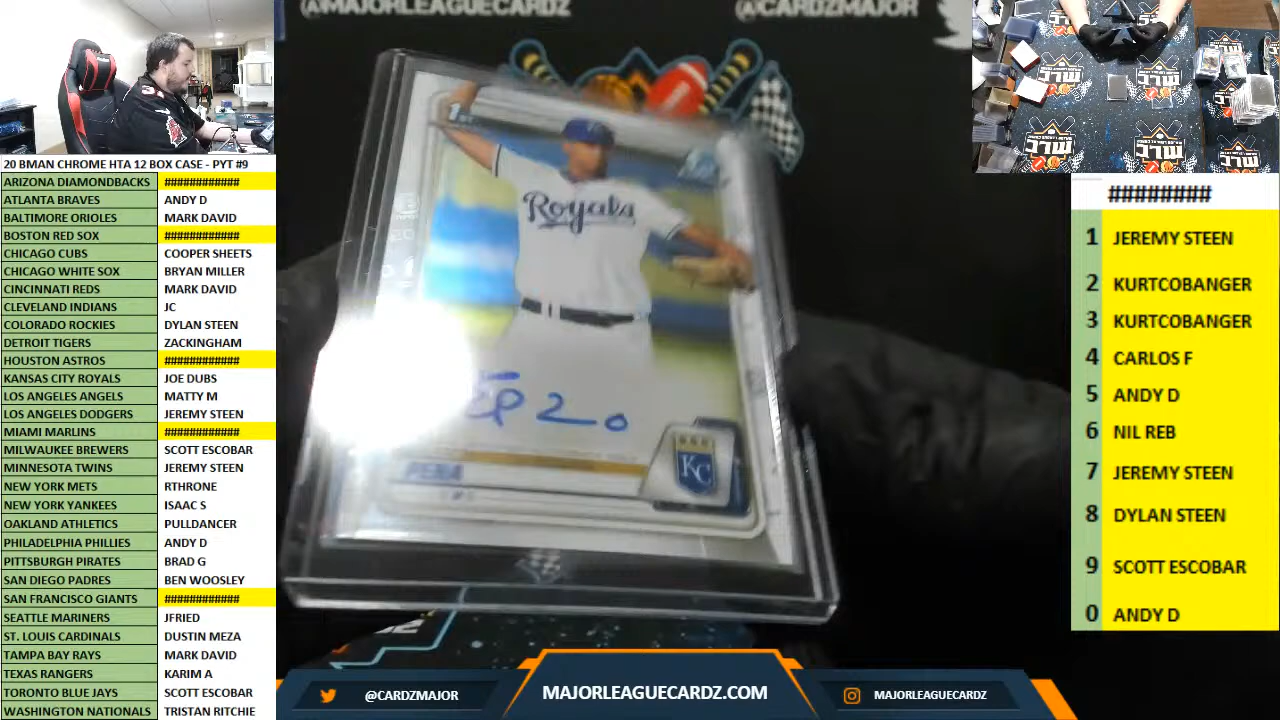 @MAJORLEAGUECARDZ
@CARDZMAJOR
20 BMAN CHROME HTA 12 BOX CASE - PYT #9
ARIZONA DIAMONDBACKS ############
ATLANTA BRAVES ANDY D
BALTIMORE ORIOLES MARK DAVID
BOSTON RED SOX ############
CHICAGO CUBS COOPER SHEETS
CHICAGO WHITE SOX BRYAN MILLER
CINCINNATI REDS MARK DAVID
CLEVELAND INDIANS JC
COLORADO ROCKIES DYLAN STEEN
DETROIT TIGERS ZACKINGHAM
HOUSTON ASTROS ############
KANSAS CITY ROYALS JOE DUBS
LOS ANGELES ANGELS MATTY M
LOS ANGELES DODGERS JEREMY STEEN
MIAMI MARLINS ############
MILWAUKEE BREWERS SCOTT ESCOBAR
MINNESOTA TWINS JEREMY STEEN
NEW YORK METS RTHRONE
NEW YORK YANKEES ISAAC S
OAKLAND ATHLETICS PULLDANCER
PHILADELPHIA PHILLIES ANDY D
PITTSBURGH PIRATES BRAD G
SAN DIEGO PADRES BEN WOOSLEY
SAN FRANCISCO GIANTS ############
SEATTLE MARINERS JFRIED
ST. LOUIS CARDINALS DUSTIN MEZA
TAMPA BAY RAYS MARK DAVID
TEXAS RANGERS KARIM A
TORONTO BLUE JAYS SCOTT ESCOBAR
WASHINGTON NATIONALS TRISTAN RITCHIE
1st
Royals
PEÑA
KC
MLC
########
1 JEREMY STEEN
2 KURTCOBANGER
3 KURTCOBANGER
4 CARLOS F
5 ANDY D
6 NIL REB
7 JEREMY STEEN
8 DYLAN STEEN
9 SCOTT ESCOBAR
0 ANDY D
@CARDZMAJOR
MAJORLEAGUECARDZ.COM
MAJORLEAGUECARDZ